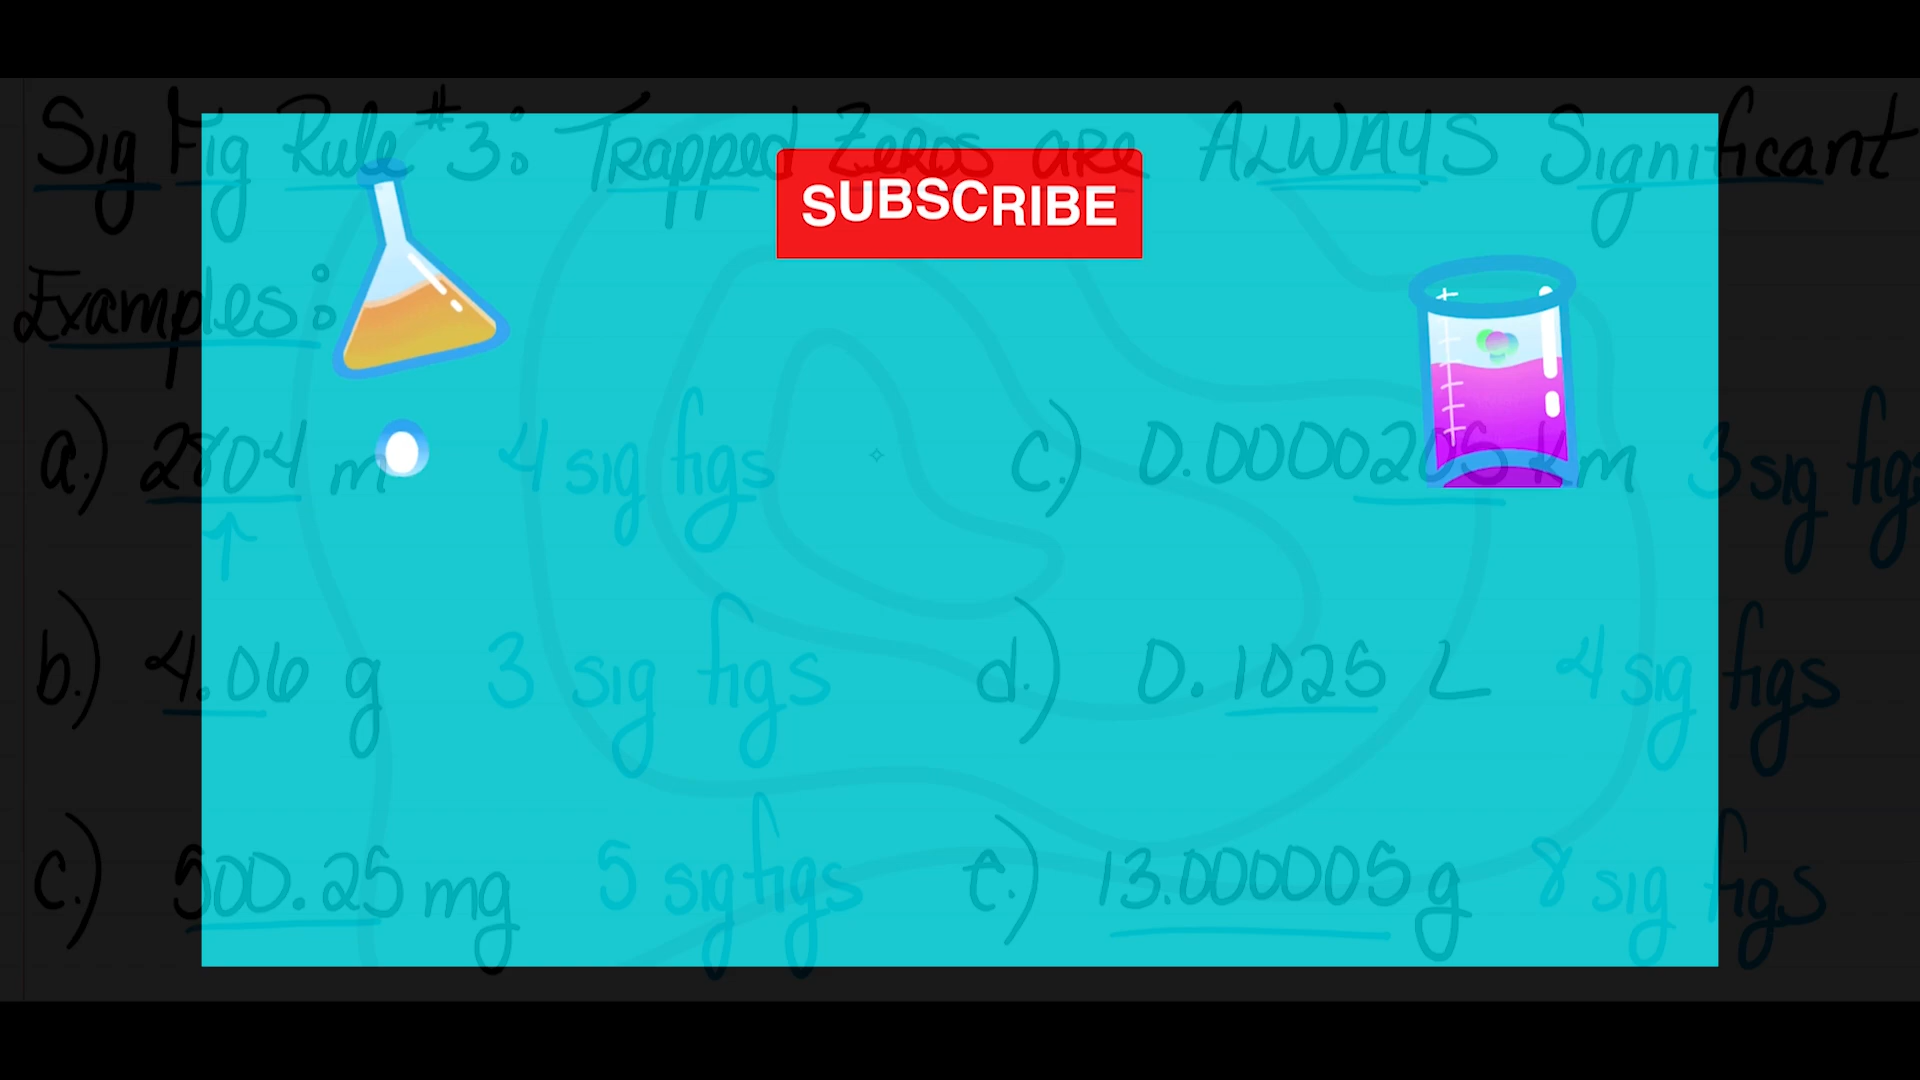 Sig Fig Rule #3: Trapped Zeros are ALWAYS Significant
SUBSCRIBE
Examples:
a.) 2804 m 4 sig figs
c.) 0.0000205 km 3 sig figs
b.) 4.06 g 3 sig figs
d.) 0.1025 L 4 sig figs
c.) 500.25 mg 5 sig figs
e.) 13.000005 g 8 sig figs